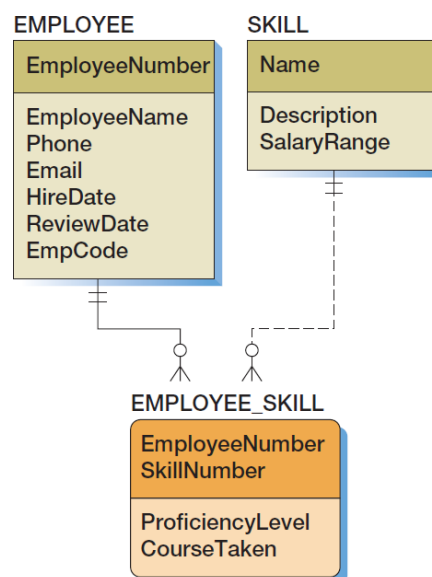 EMPLOYEE
EmployeeNumber
EmployeeName
Phone
Email
HireDate
ReviewDate
EmpCode
SKILL
Name
Description
SalaryRange
EMPLOYEE_SKILL
EmployeeNumber
SkillNumber
ProficiencyLevel
CourseTaken